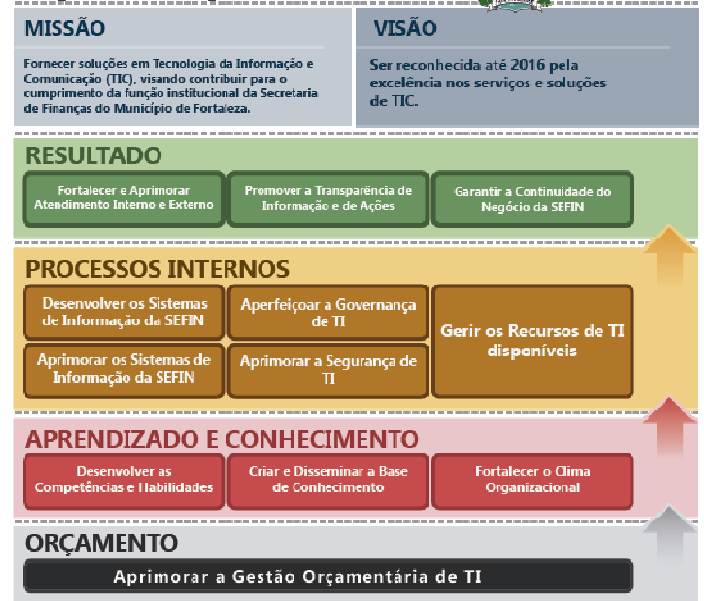 MISSÃO
Fornecer soluções em Tecnologia da Informação e
Comunicação (TIC), visando contribuir para o
cumprimento da função institucional da Secretaria
de Finanças do Município de Fortaleza.
VISÃO
Ser reconhecida até 2016 pela
excelência nos serviços e soluções
de TIC.
RESULTADO
Fortalecer e Aprimorar
Atendimento Interno e Externo
Promover a Transparência de
Informação e de Ações
Garantir a Continuidade do
Negócio da SEFIN
PROCESSOS INTERNOS
Desenvolver os Sistemas
de Informação da SEFIN
Aperfeiçoar a Governança
de TI
Gerir os Recursos de TI
disponíveis
Aprimorar os Sistemas de
Informação da SEFIN
Aprimorar a Segurança de
TI
APRENDIZADO E CONHECIMENTO
Desenvolver as
Competências e Habilidades
Criar e Disseminar a Base
de Conhecimento
Fortalecer o Clima
Organizacional
ORÇAMENTO
Aprimorar a Gestão Orçamentária de TI